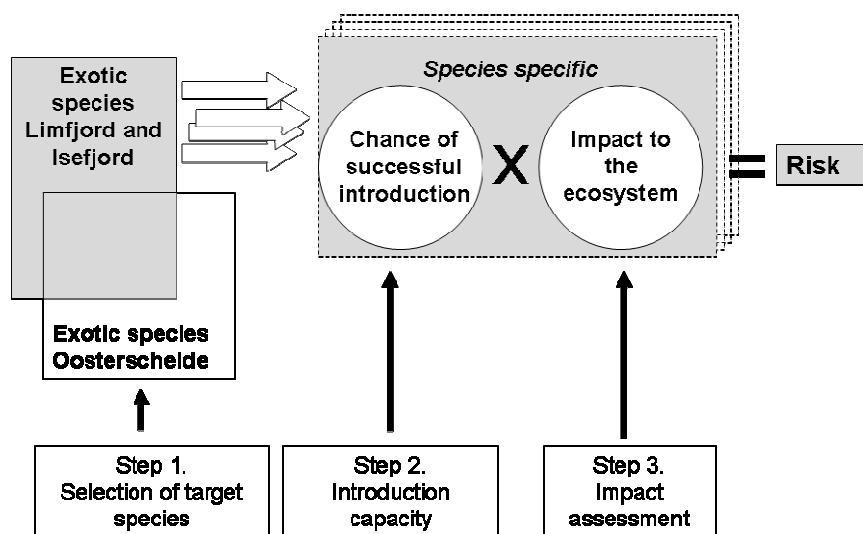 Exotic
species
Limfjord and
Isefjord
Exotic species
Oosterschelde
Species specific
Chance of
successful
introduction
X
Impact to
the
ecosystem
=
Risk
Step 1.
Selection of target
species
Step 2.
Introduction
capacity
Step 3.
Impact
assessment